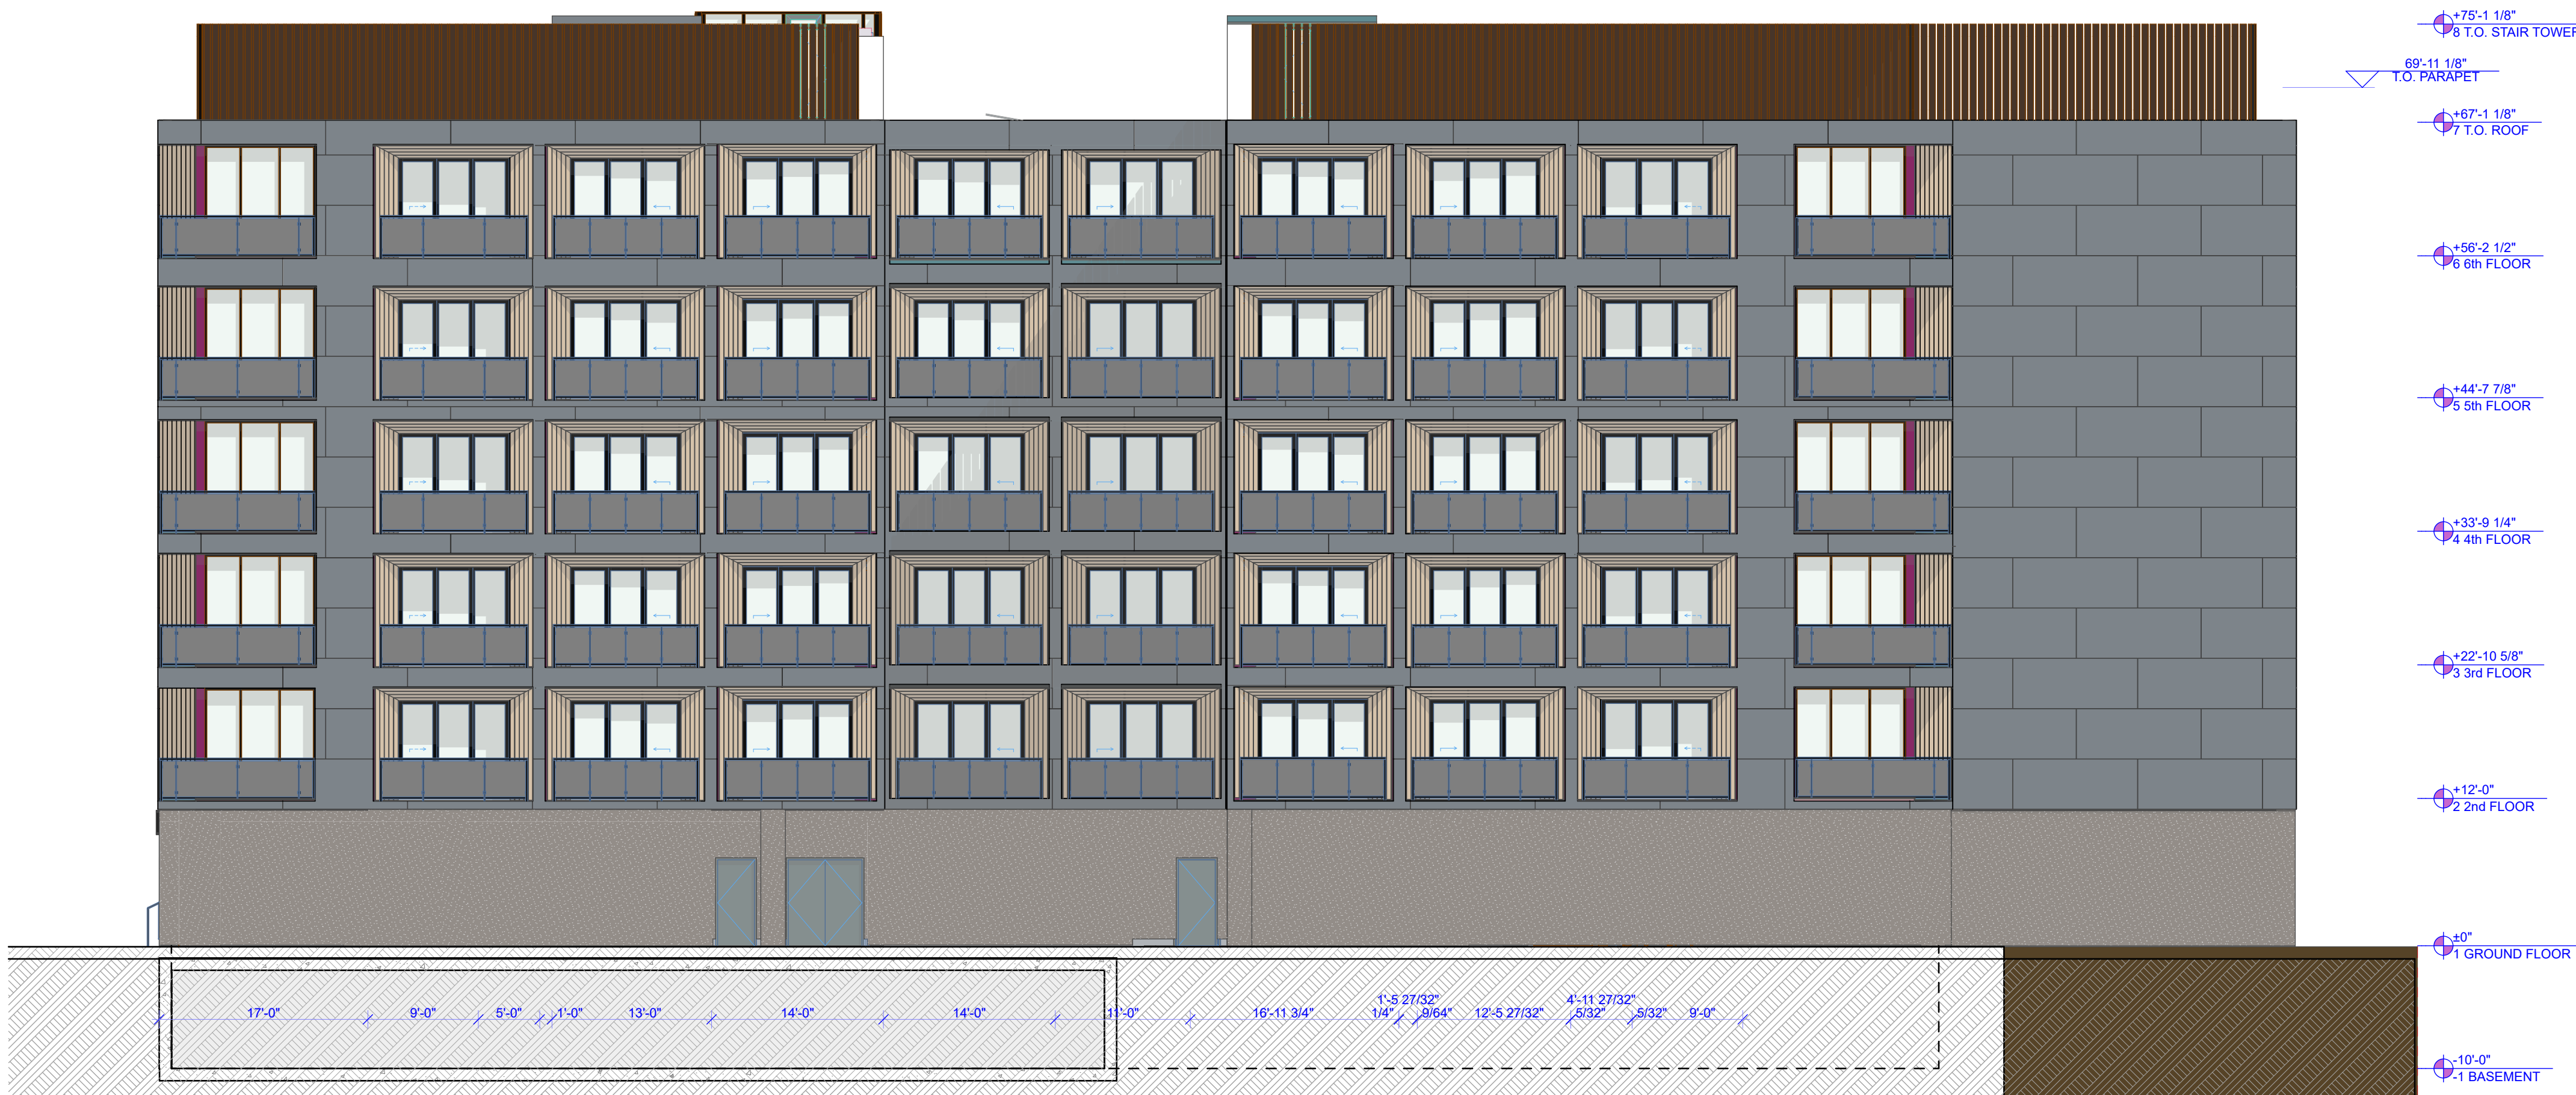 +75'-1 1/8"
8 T.O. STAIR TOWER
69'-11 1/8"
T.O. PARAPET
+67'-1 1/8"
7 T.O. ROOF
+56'-2 1/2"
6 6th FLOOR
+44'-7 7/8"
5 5th FLOOR
+33'-9 1/4"
4 4th FLOOR
+22'-10 5/8"
3 3rd FLOOR
+12'-0"
2 2nd FLOOR
±0"
1 GROUND FLOOR
1'-5 27/32" 4'-11 27/32"
17'-0" 9'-0" 5'-0" 1'-0" 13'-0" 14'-0" 14'-0" 11'-0" 16'-11 3/4" 1/4" 9/64" 12'-5 27/32" 5/32" 5/32" 9'-0"
-10'-0"
-1 BASEMENT